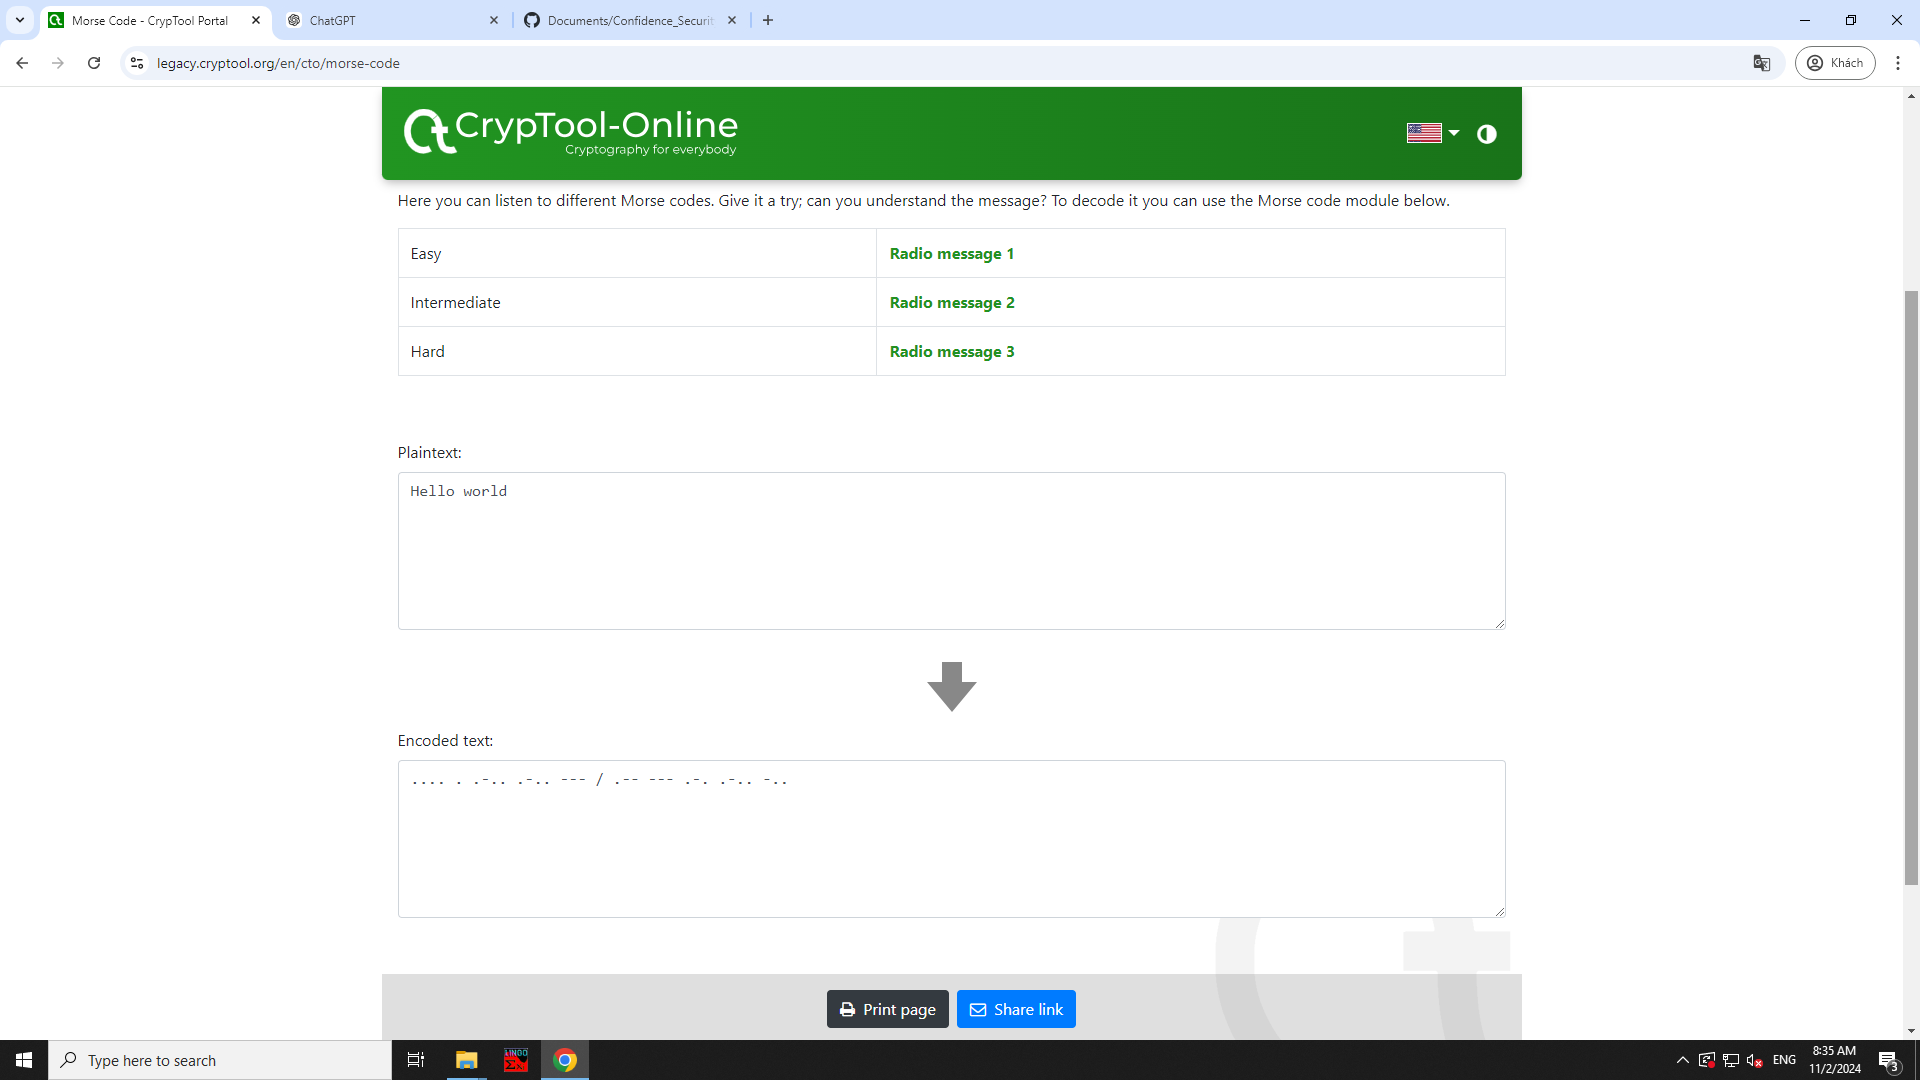 Morse Code - CrypTool Portal
ChatGPT
Documents/Confidence_Securit
legacy.cryptool.org/en/cto/morse-code
Khách
CrypTool-Online
Cryptography for everybody
Here you can listen to different Morse codes. Give it a try; can you understand the message? To decode it you can use the Morse code module below.
Easy
Radio message 1
Intermediate
Radio message 2
Hard
Radio message 3
Plaintext:
Hello world
Encoded text:
.... . .-.. .-.. --- / .-- --- .-. .-.. -..
Print page
Share link
Type here to search
LINGO
ENG
8:35 AM
11/2/2024
3